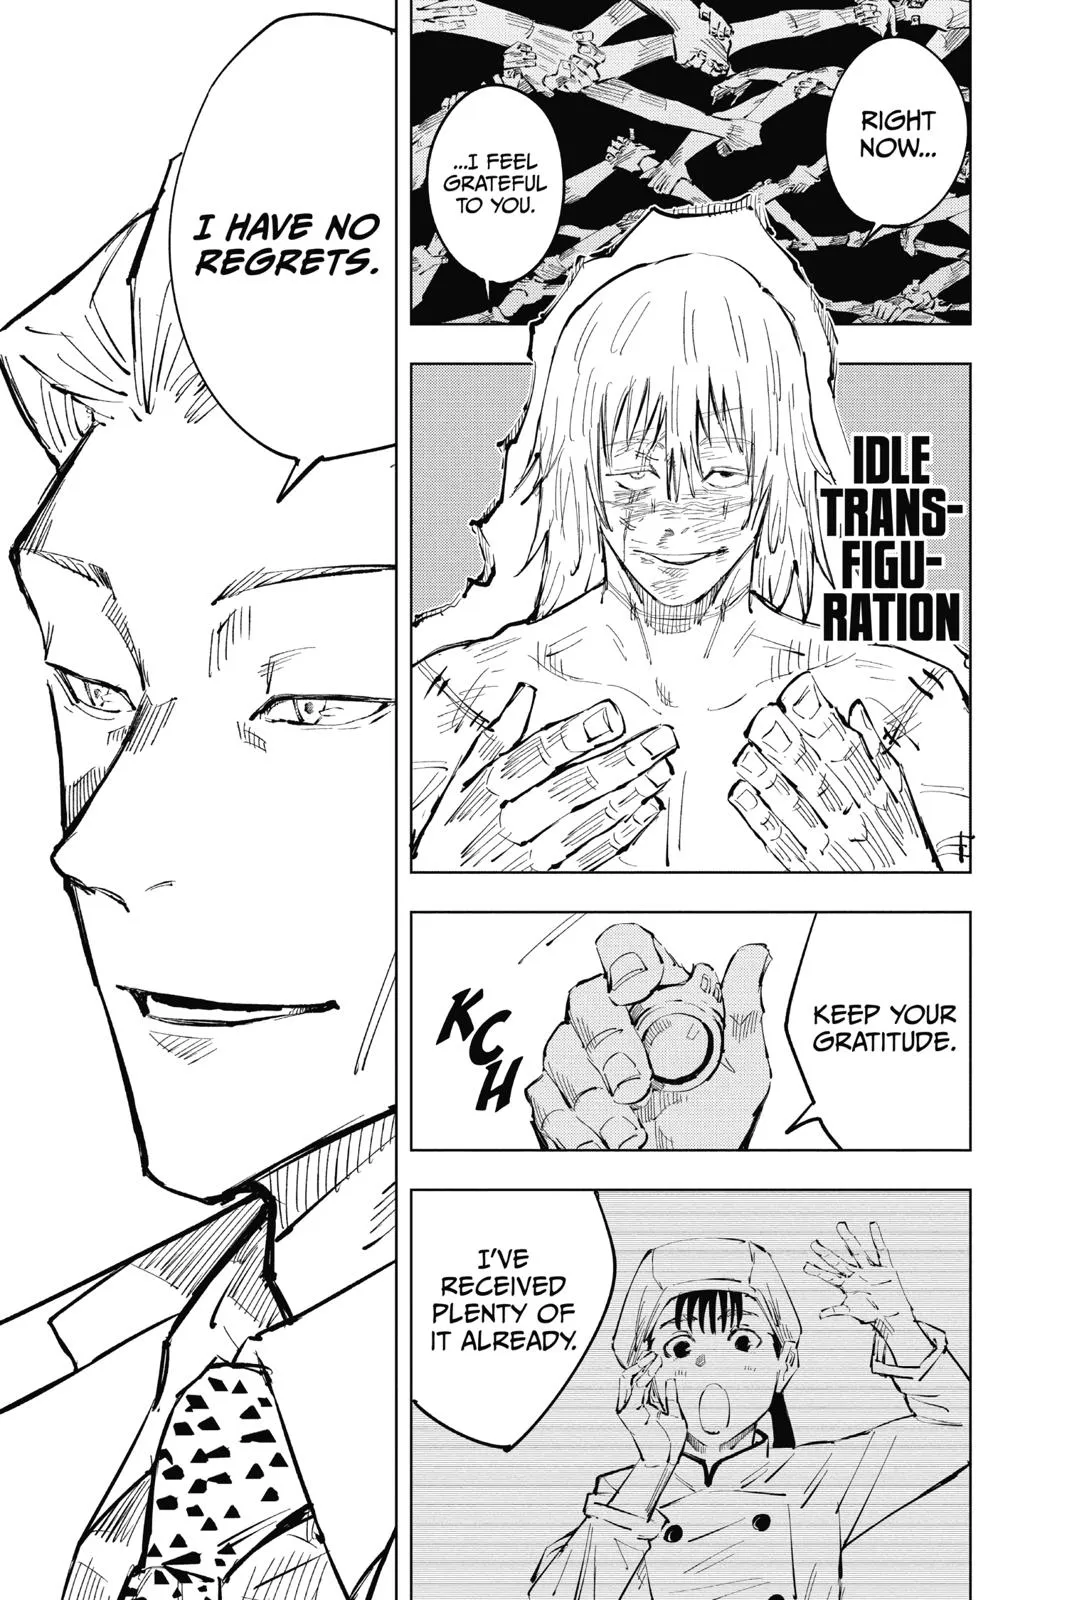 RIGHT
NOW...
...I FEEL
GRATEFUL
TO YOU.
IDLE
TRANS-
FIGU-
RATION
KEEP YOUR
GRATITUDE.
KCH
I'VE
RECEIVED
PLENTY OF
IT ALREADY.
I HAVE NO
REGRETS.